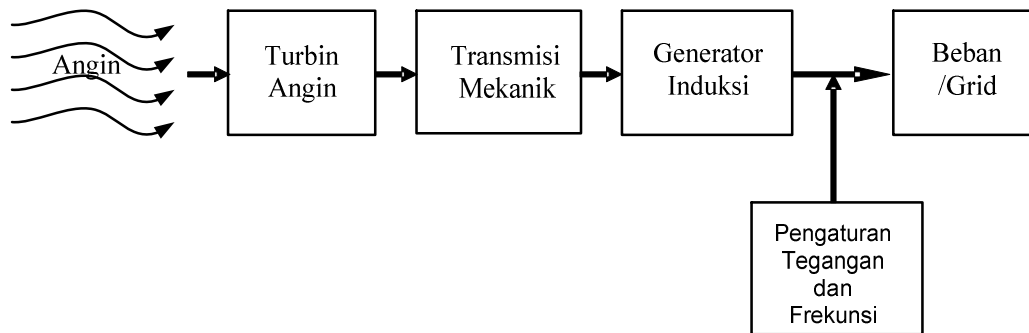 Angin
Turbin
Angin
Transmisi
Mekanik
Generator
Induksi
Beban
/Grid
Pengaturan
Tegangan
dan
Frekunsi